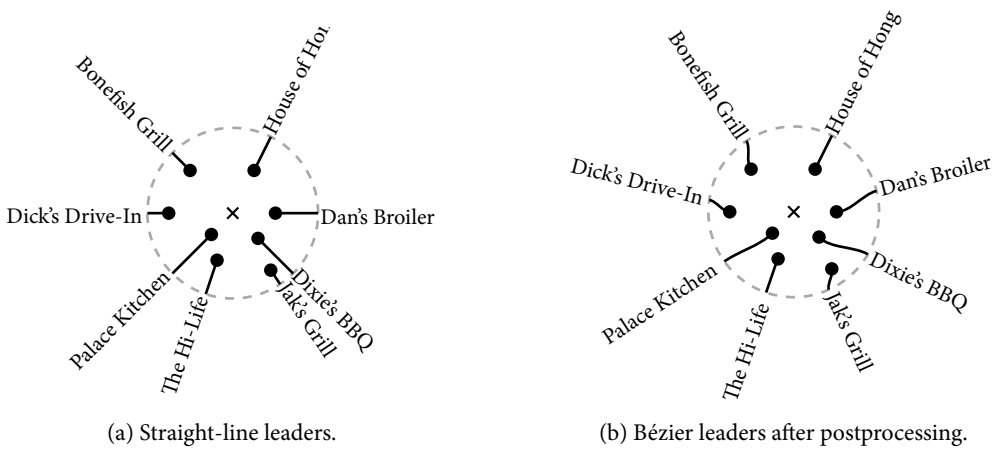 House of
Bonefish Grill
Dick's Drive-In
Dan's Broiler
Palace Kitchen
The Hi-Life
Jak's Grill
Dixie's BBQ
(a) Straight-line leaders.
House of Hong
Bonefish Grill
Dick's Drive-In
Dan's Broiler
Palace Kitchen
The Hi-Life
Jak's Grill
Dixie's BBQ
(b) Bézier leaders after postprocessing.